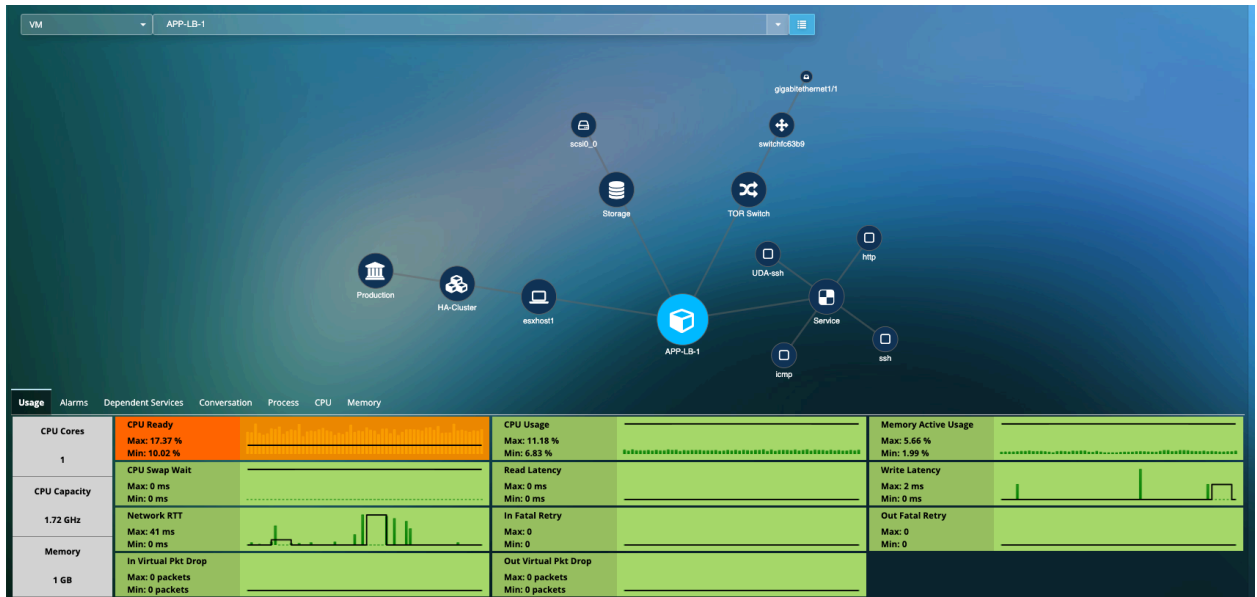 VM
APP-LB-1
gigabitethernet1/1
scsi0_0
switchfc63b9
Storage
TOR Switch
http
UDA-ssh
Production
HA-Cluster
esxhost1
Service
APP-LB-1
ssh
icmp
Usage Alarms Dependent Services Conversation Process CPU Memory
CPU Cores
1
CPU Capacity
1.72 GHz
Memory
1 GB
CPU Ready
Max: 17.37 %
Min: 10.02 %
CPU Usage
Max: 11.18 %
Min: 6.83 %
Memory Active Usage
Max: 5.66 %
Min: 1.99 %
CPU Swap Wait
Max: 0 ms
Min: 0 ms
Read Latency
Max: 0 ms
Min: 0 ms
Write Latency
Max: 2 ms
Min: 0 ms
Network RTT
Max: 41 ms
Min: 0 ms
In Fatal Retry
Max: 0
Min: 0
Out Fatal Retry
Max: 0
Min: 0
In Virtual Pkt Drop
Max: 0 packets
Min: 0 packets
Out Virtual Pkt Drop
Max: 0 packets
Min: 0 packets